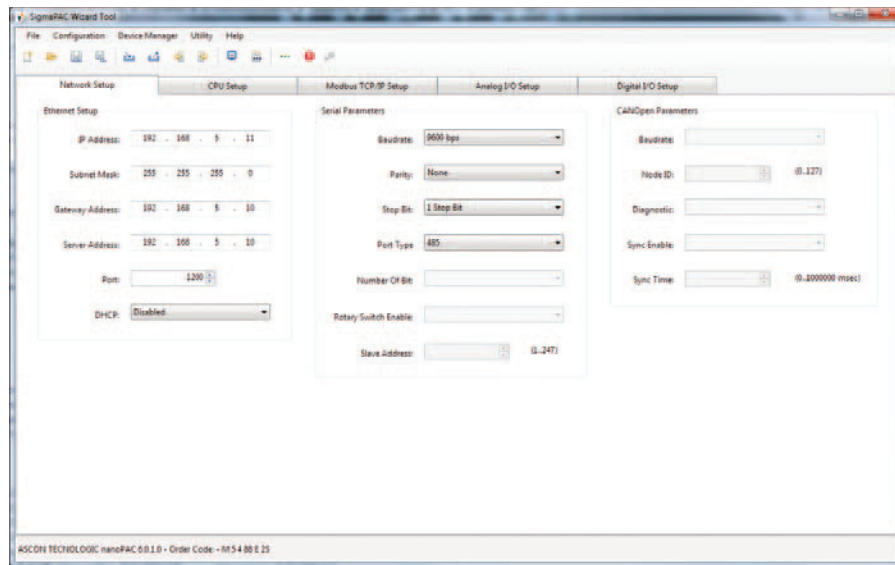 SigmaPAC Wizard Tool
File Configuration Device Manager Utility Help
Network Setup CPU Setup Modbus TCP/IP Setup Analog I/O Setup Digital I/O Setup
Ethernet Setup Serial Parameters CANOpen Parameters
IP Address: 192 . 168 . 5 . 11 Baudrate: 9600 bps Baudrate:
Subnet Mask: 255 . 255 . 255 . 0 Parity: None Node ID: (0..127)
Gateway Address: 192 . 168 . 5 . 10 Stop Bit: 1 Stop Bit Diagnostic:
Server Address: 192 . 168 . 5 . 10 Port Type 485 Sync Enable:
Port: 1200 Number Of Bit: Sync Time: (0..1000000 msec)
DHCP: Disabled Rotary Switch Enable:
Slave Address: (1..247)
ASCON TECNOLOGIC nanoPAC 6.0.1.0 - Order Code: - M 5 4 88 E 25